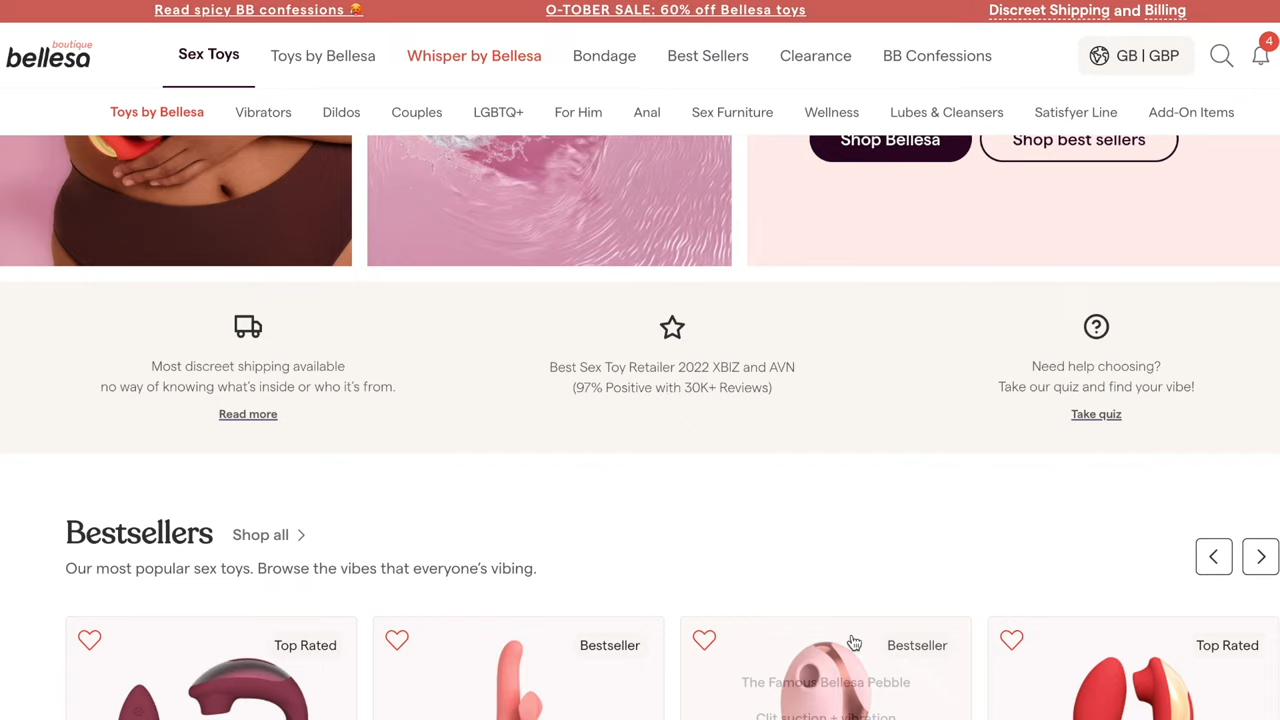 Read spicy BB confessions 🥵
O-TOBER SALE: 60% off Bellesa toys
Discreet Shipping and Billing
boutique
bellesa
Sex Toys
Toys by Bellesa
Whisper by Bellesa
Bondage
Best Sellers
Clearance
BB Confessions
GB | GBP
4
Toys by Bellesa
Vibrators
Dildos
Couples
LGBTQ+
For Him
Anal
Sex Furniture
Wellness
Lubes & Cleansers
Satisfyer Line
Add-On Items
Shop Bellesa
Shop best sellers
Most discreet shipping available
no way of knowing what's inside or who it's from.
Read more
Best Sex Toy Retailer 2022 XBIZ and AVN
(97% Positive with 30K+ Reviews)
Need help choosing?
Take our quiz and find your vibe!
Take quiz
Bestsellers
Shop all
Our most popular sex toys. Browse the vibes that everyone's vibing.
Top Rated
Bestseller
Bestseller
The Famous Bellesa Pebble
Clit suction + vibration
Top Rated